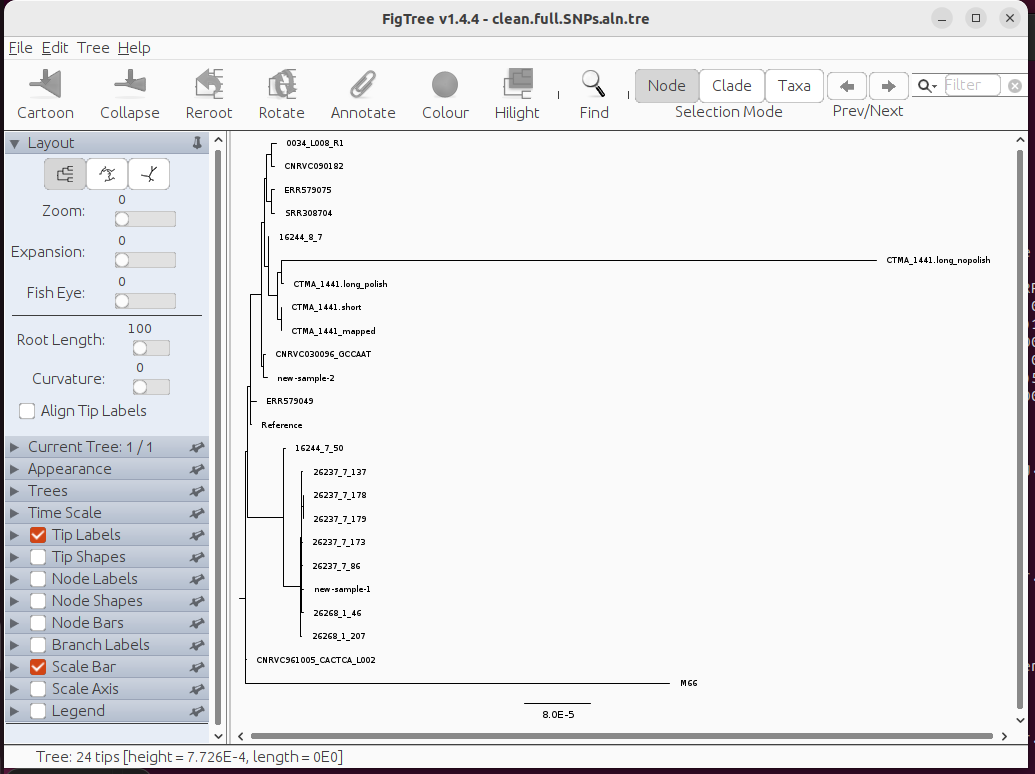 FigTree v1.4.4 - clean.full.SNPs.aln.tre
File Edit Tree Help
Cartoon Collapse Reroot Rotate Annotate Colour Hilight Find
Node Clade Taxa
Selection Mode
Prev/Next
Filter
Layout
Zoom: 0
Expansion: 0
Fish Eye: 0
Root Length: 100
Curvature: 0
Align Tip Labels
Current Tree: 1 / 1
Appearance
Trees
Time Scale
Tip Labels
Tip Shapes
Node Labels
Node Shapes
Node Bars
Branch Labels
Scale Bar
Scale Axis
Legend
0034_L008_R1
CNRVC090182
ERR579075
SRR308704
16244_8_7
CTMA_1441.long_nopolish
CTMA_1441.long_polish
CTMA_1441.short
CTMA_1441_mapped
CNRVC030096_GCCAAT
new-sample-2
ERR579049
Reference
16244_7_50
26237_7_137
26237_7_178
26237_7_179
26237_7_173
26237_7_86
new-sample-1
26268_1_46
26268_1_207
CNRVC961005_CACTCA_L002
M66
8.0E-5
Tree: 24 tips [height = 7.726E-4, length = 0E0]